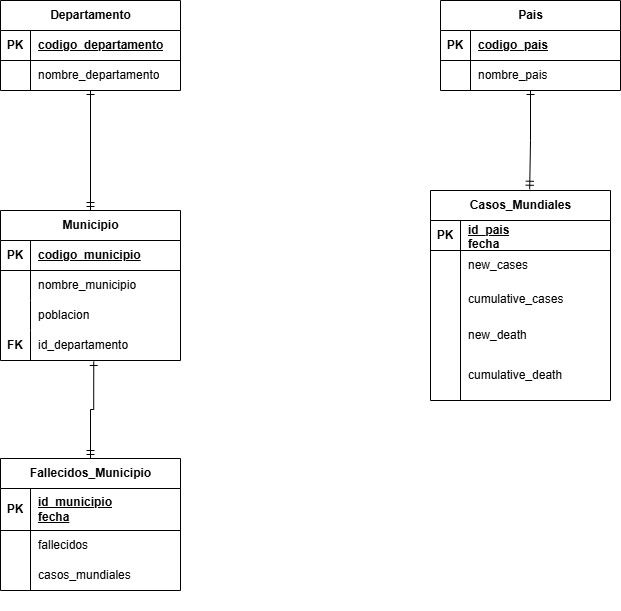 Departamento
PK codigo_departamento
nombre_departamento
Municipio
PK codigo_municipio
nombre_municipio
poblacion
FK id_departamento
Fallecidos_Municipio
PK id_municipio
fecha
fallecidos
casos_mundiales
Pais
PK codigo_pais
nombre_pais
Casos_Mundiales
PK id_pais
fecha
new_cases
cumulative_cases
new_death
cumulative_death